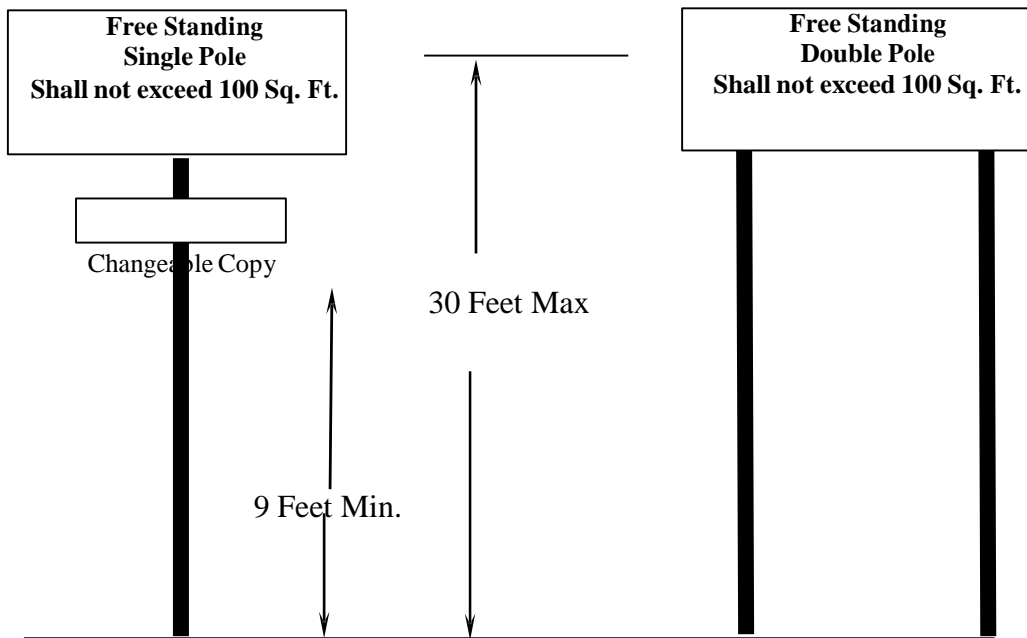 Free Standing
Single Pole
Shall not exceed 100 Sq. Ft.
Free Standing
Double Pole
Shall not exceed 100 Sq. Ft.
Changeable Copy
30 Feet Max
9 Feet Min.